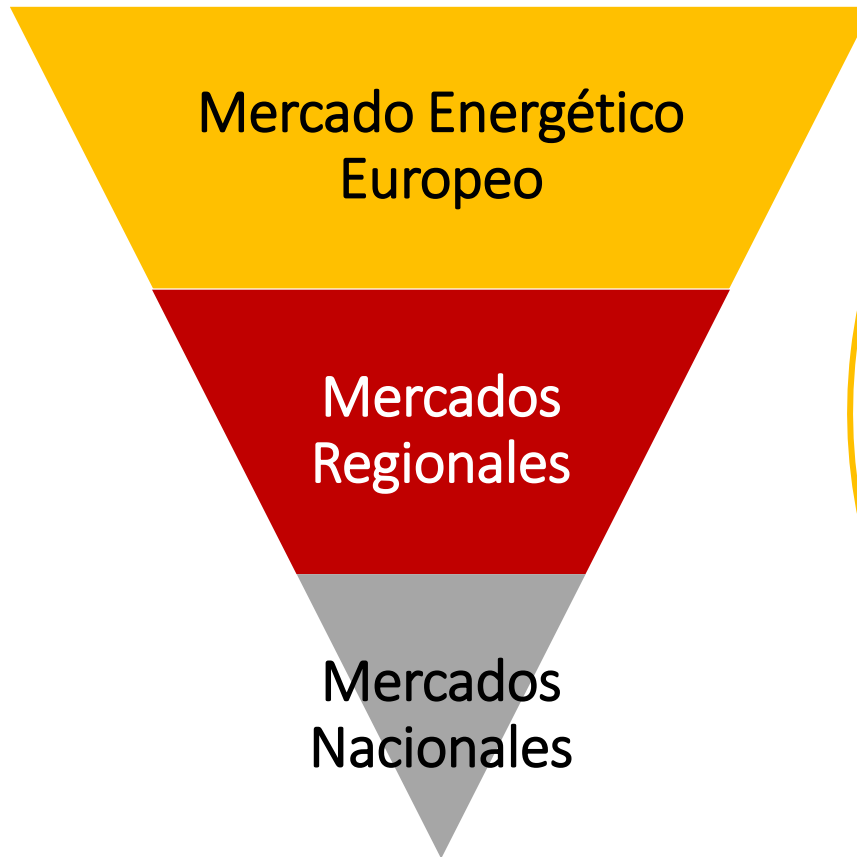 Mercado Energético
Europeo
Mercados
Regionales
Mercados
Nacionales